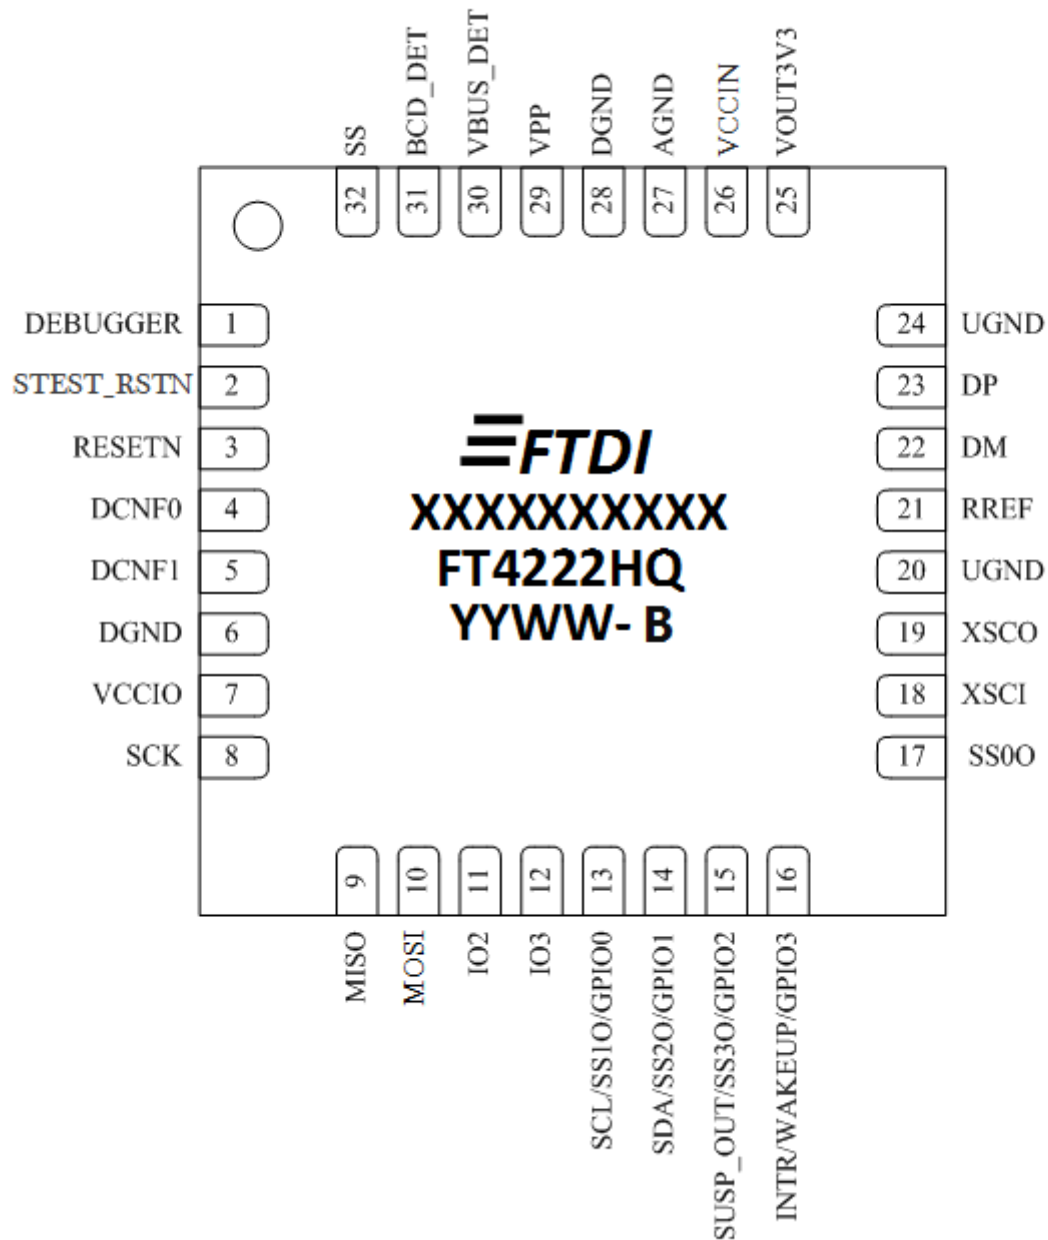 SS
BCD_DET
VBUS_DET
VPP
DGND
AGND
VCCIN
VOUT3V3
32
31
30
29
28
27
26
25
DEBUGGER 1
STEST_RSTN 2
RESETN 3
DCNF0 4
DCNF1 5
DGND 6
VCCIO 7
SCK 8
FTDI
XXXXXXXXXX
FT4222HQ
YYWW- B
24 UGND
23 DP
22 DM
21 RREF
20 UGND
19 XSCO
18 XSCI
17 SS0O
9
10
11
12
13
14
15
16
MISO
MOSI
IO2
IO3
SCL/SS1O/GPIO0
SDA/SS2O/GPIO1
SUSP_OUT/SS3O/GPIO2
INTR/WAKEUP/GPIO3